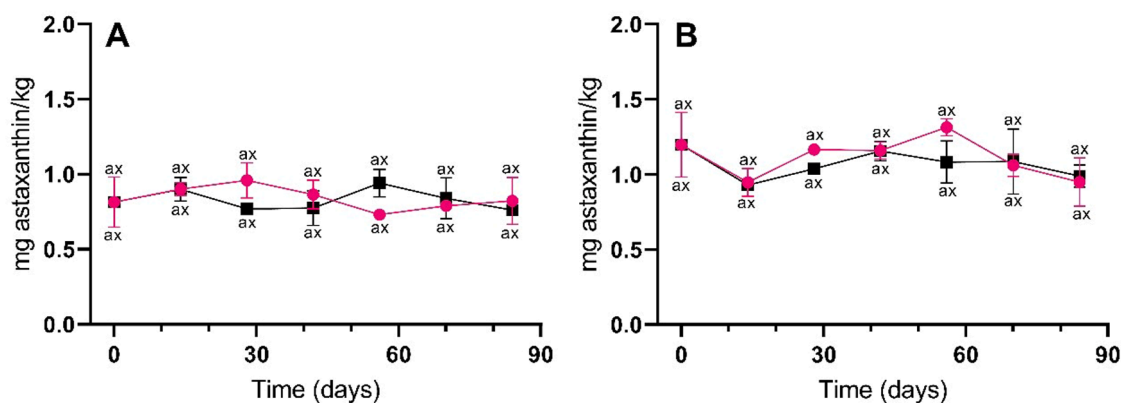 A
B
mg astaxanthin/kg
2.0
1.5
1.0
0.5
0.0
ax ax ax ax ax ax ax
ax ax ax ax ax ax ax
0 30 60 90
Time (days)
mg astaxanthin/kg
2.0
1.5
1.0
0.5
0.0
ax ax ax ax ax ax ax
ax ax ax ax ax ax ax
0 30 60 90
Time (days)